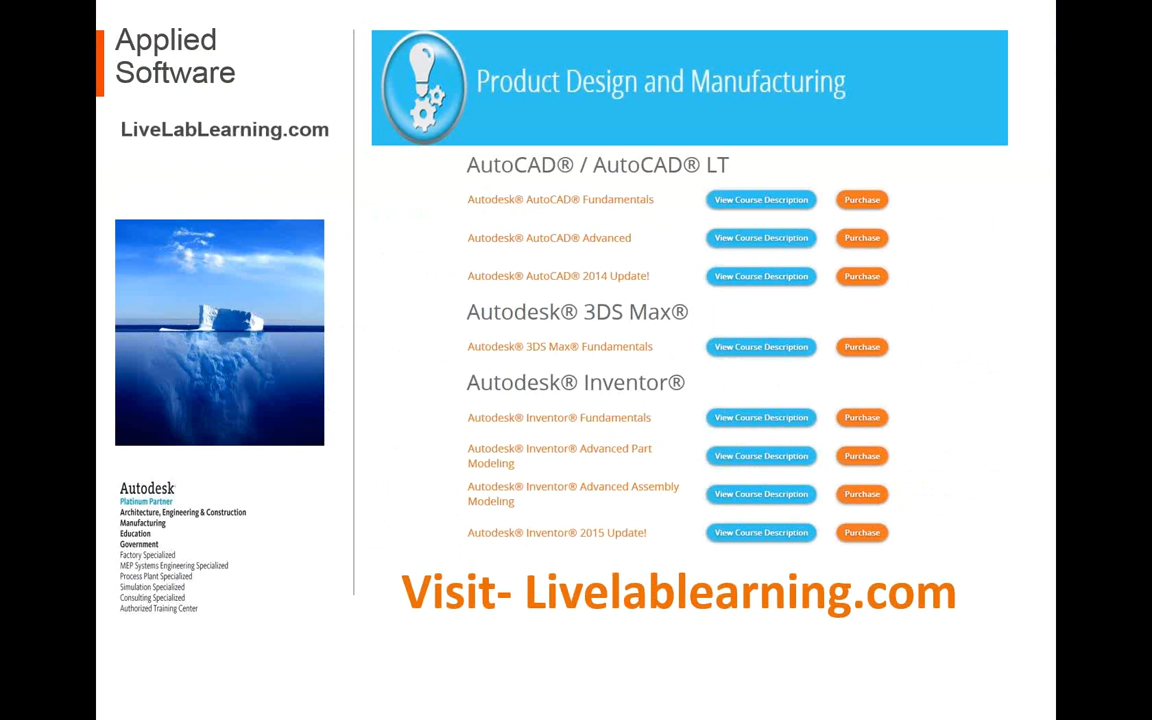 Applied
Software
LiveLabLearning.com
Autodesk
Platinum Partner
Architecture, Engineering & Construction
Manufacturing
Education
Government
Factory Specialized
MEP Systems Engineering Specialized
Process Plant Specialized
Simulation Specialized
Consulting Specialized
Authorized Training Center
Product Design and Manufacturing
AutoCAD® / AutoCAD® LT
Autodesk® AutoCAD® Fundamentals View Course Description Purchase
Autodesk® AutoCAD® Advanced View Course Description Purchase
Autodesk® AutoCAD® 2014 Update! View Course Description Purchase
Autodesk® 3DS Max®
Autodesk® 3DS Max® Fundamentals View Course Description Purchase
Autodesk® Inventor®
Autodesk® Inventor® Fundamentals View Course Description Purchase
Autodesk® Inventor® Advanced Part
Modeling View Course Description Purchase
Autodesk® Inventor® Advanced Assembly
Modeling View Course Description Purchase
Autodesk® Inventor® 2015 Update! View Course Description Purchase
Visit- Livelablearning.com